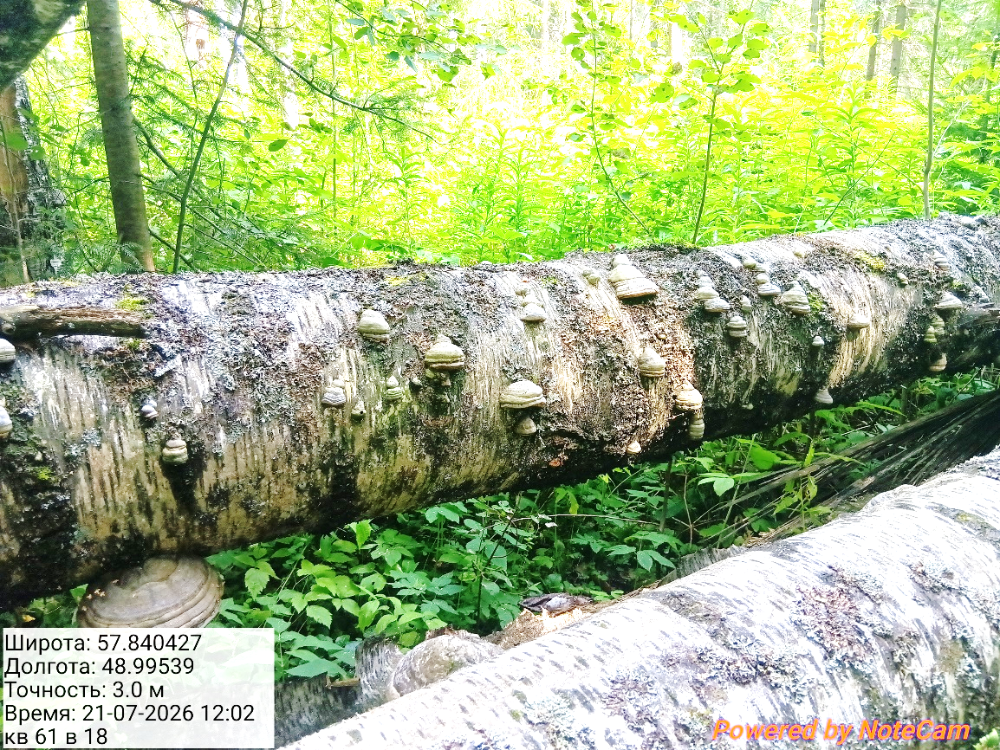 Широта: 57.840427
Долгота: 48.99539
Точность: 3.0 м
Время: 21-07-2026 12:02
кв 61 в 18
Powered by NoteCam